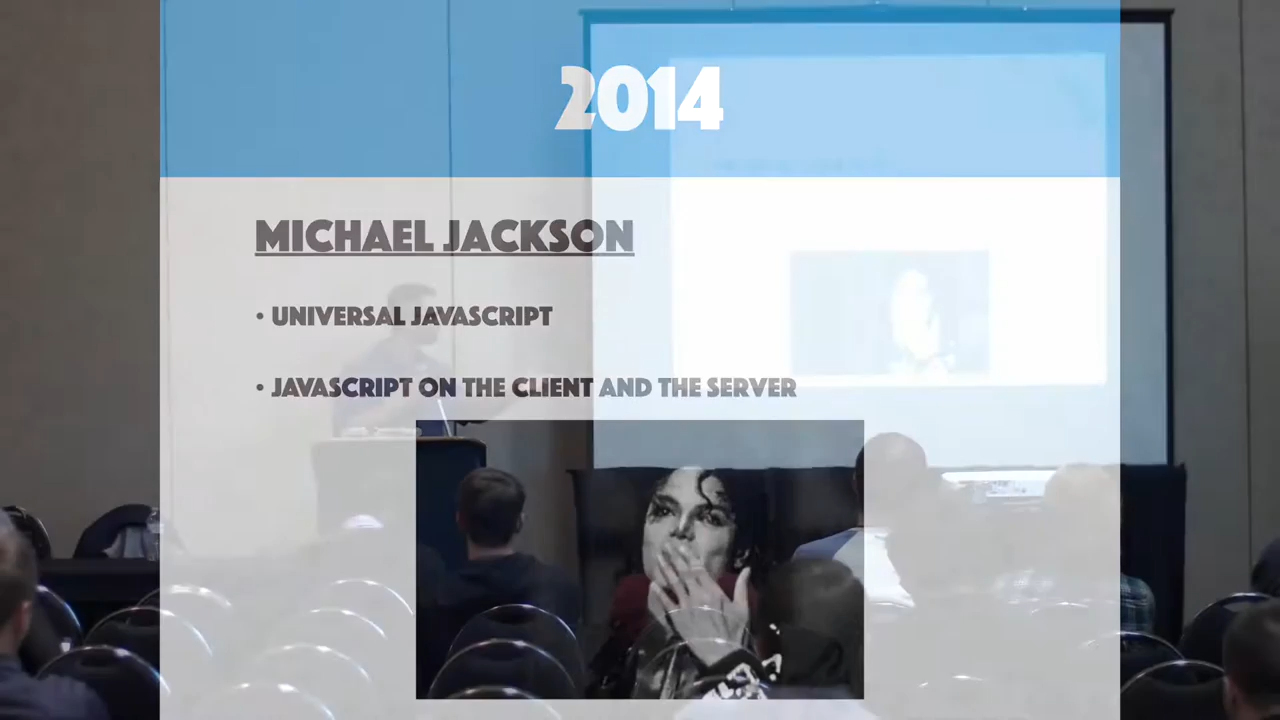 2014
MICHAEL JACKSON
• UNIVERSAL JAVASCRIPT
• JAVASCRIPT ON THE CLIENT AND THE SERVER